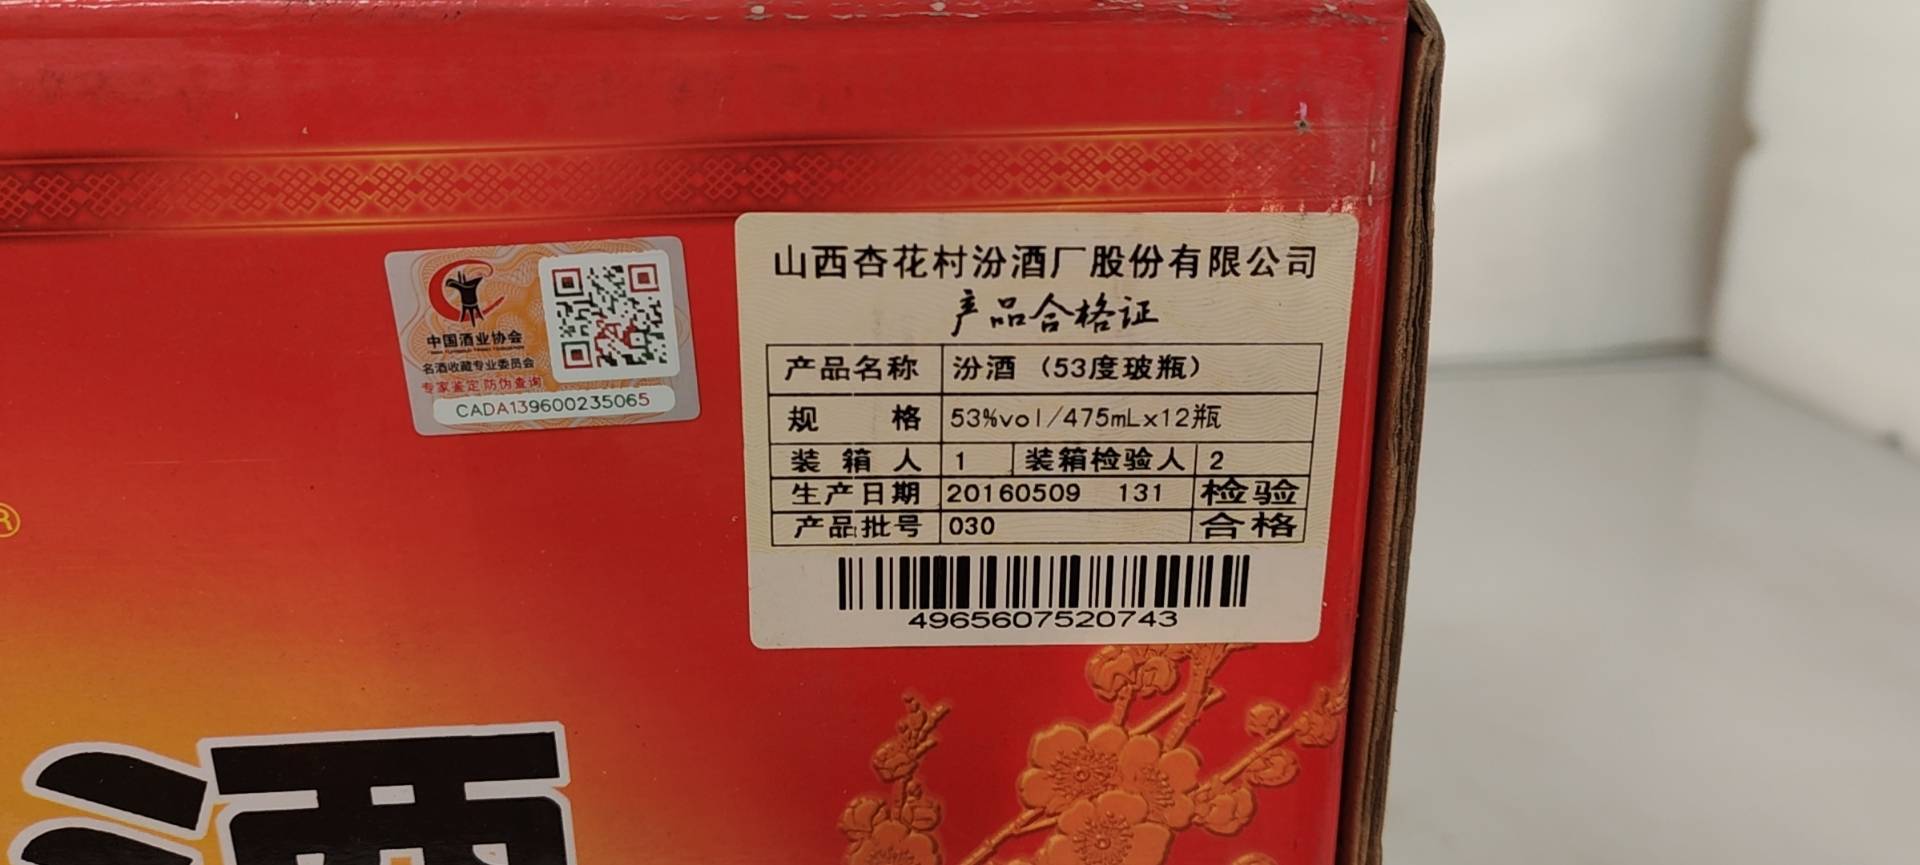 中国酒业协会
名酒收藏专业委员会
专家鉴定 防伪查询
CADA139600235065
山西杏花村汾酒厂股份有限公司
产品合格证
产品名称 汾酒（53度玻瓶）
规 格 53%vol/475mLx12瓶
装 箱 人 1 装箱检验人 2
生产日期 20160509 131 检验
产品批号 030 合格
4965607520743
®
酒